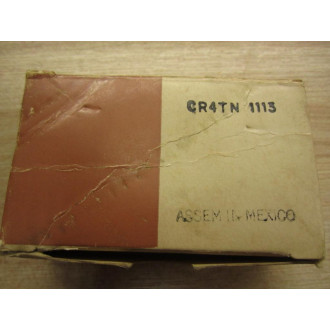 CR4TN 1113
ASSEM IN MEXICO